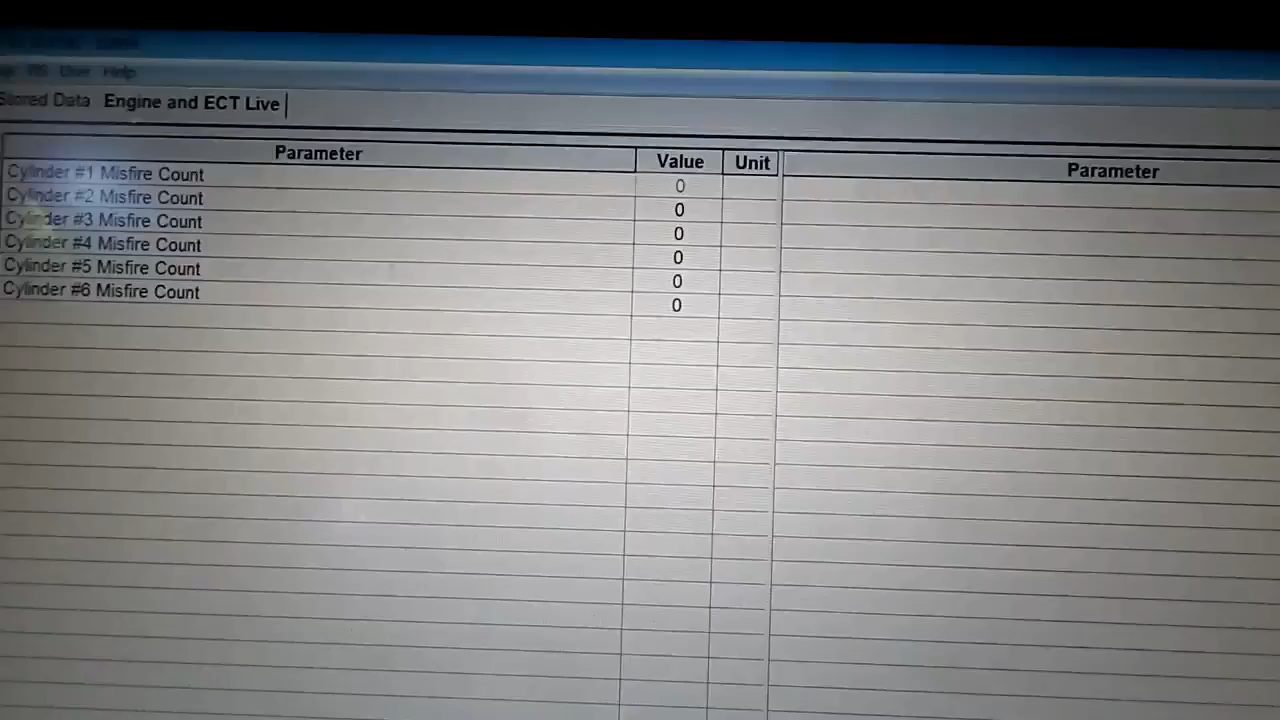 User Help
Stored Data Engine and ECT Live
Parameter Value Unit Parameter
Cylinder #1 Misfire Count 0
Cylinder #2 Misfire Count 0
Cylinder #3 Misfire Count 0
Cylinder #4 Misfire Count 0
Cylinder #5 Misfire Count 0
Cylinder #6 Misfire Count 0